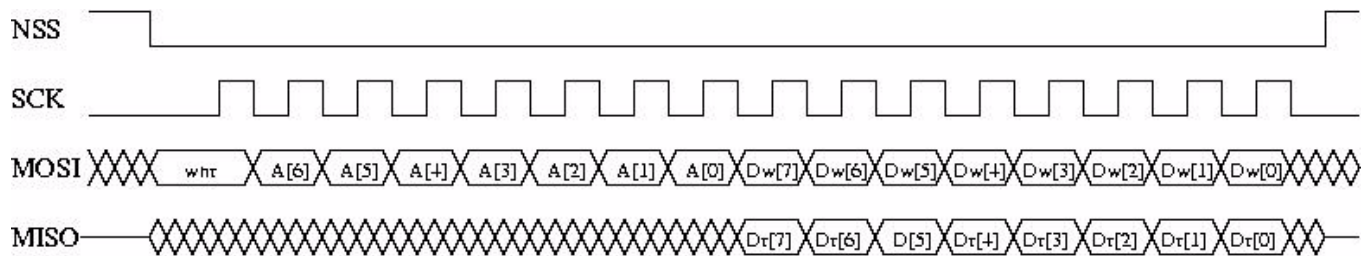 NSS
SCK
MOSI whr A[6] A[5] A[4] A[3] A[2] A[1] A[0] Dw[7] Dw[6] Dw[5] Dw[4] Dw[3] Dw[2] Dw[1] Dw[0]
MISO Dr[7] Dr[6] D[5] Dr[4] Dr[3] Dr[2] Dr[1] Dr[0]